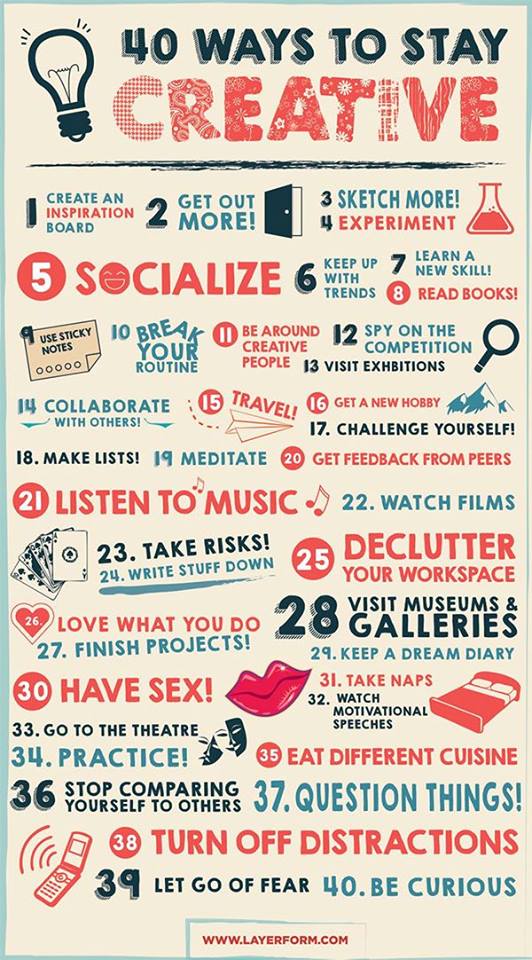 40 WAYS TO STAY
CREATIVE
1 CREATE AN
INSPIRATION
BOARD
2 GET OUT
MORE!
3 SKETCH MORE!
4 EXPERIMENT
5 SOCIALIZE
6 KEEP UP
WITH
TRENDS
7 LEARN A
NEW SKILL!
8 READ BOOKS!
9 USE STICKY
NOTES
10 BREAK
YOUR
ROUTINE
11 BE AROUND
CREATIVE
PEOPLE
12 SPY ON THE
COMPETITION
13 VISIT EXHBITIONS
14 COLLABORATE
WITH OTHERS!
15 TRAVEL!
16 GET A NEW HOBBY
17. CHALLENGE YOURSELF!
18. MAKE LISTS!
19 MEDITATE
20 GET FEEDBACK FROM PEERS
21 LISTEN TO MUSIC
22. WATCH FILMS
23. TAKE RISKS!
24. WRITE STUFF DOWN
25 DECLUTTER
YOUR WORKSPACE
26. LOVE WHAT YOU DO
27. FINISH PROJECTS!
28 VISIT MUSEUMS &
GALLERIES
29. KEEP A DREAM DIARY
30 HAVE SEX!
31. TAKE NAPS
32. WATCH
MOTIVATIONAL
SPEECHES
33. GO TO THE THEATRE
34. PRACTICE!
35 EAT DIFFERENT CUISINE
36 STOP COMPARING
YOURSELF TO OTHERS
37. QUESTION THINGS!
38 TURN OFF DISTRACTIONS
39 LET GO OF FEAR
40. BE CURIOUS
WWW.LAYERFORM.COM